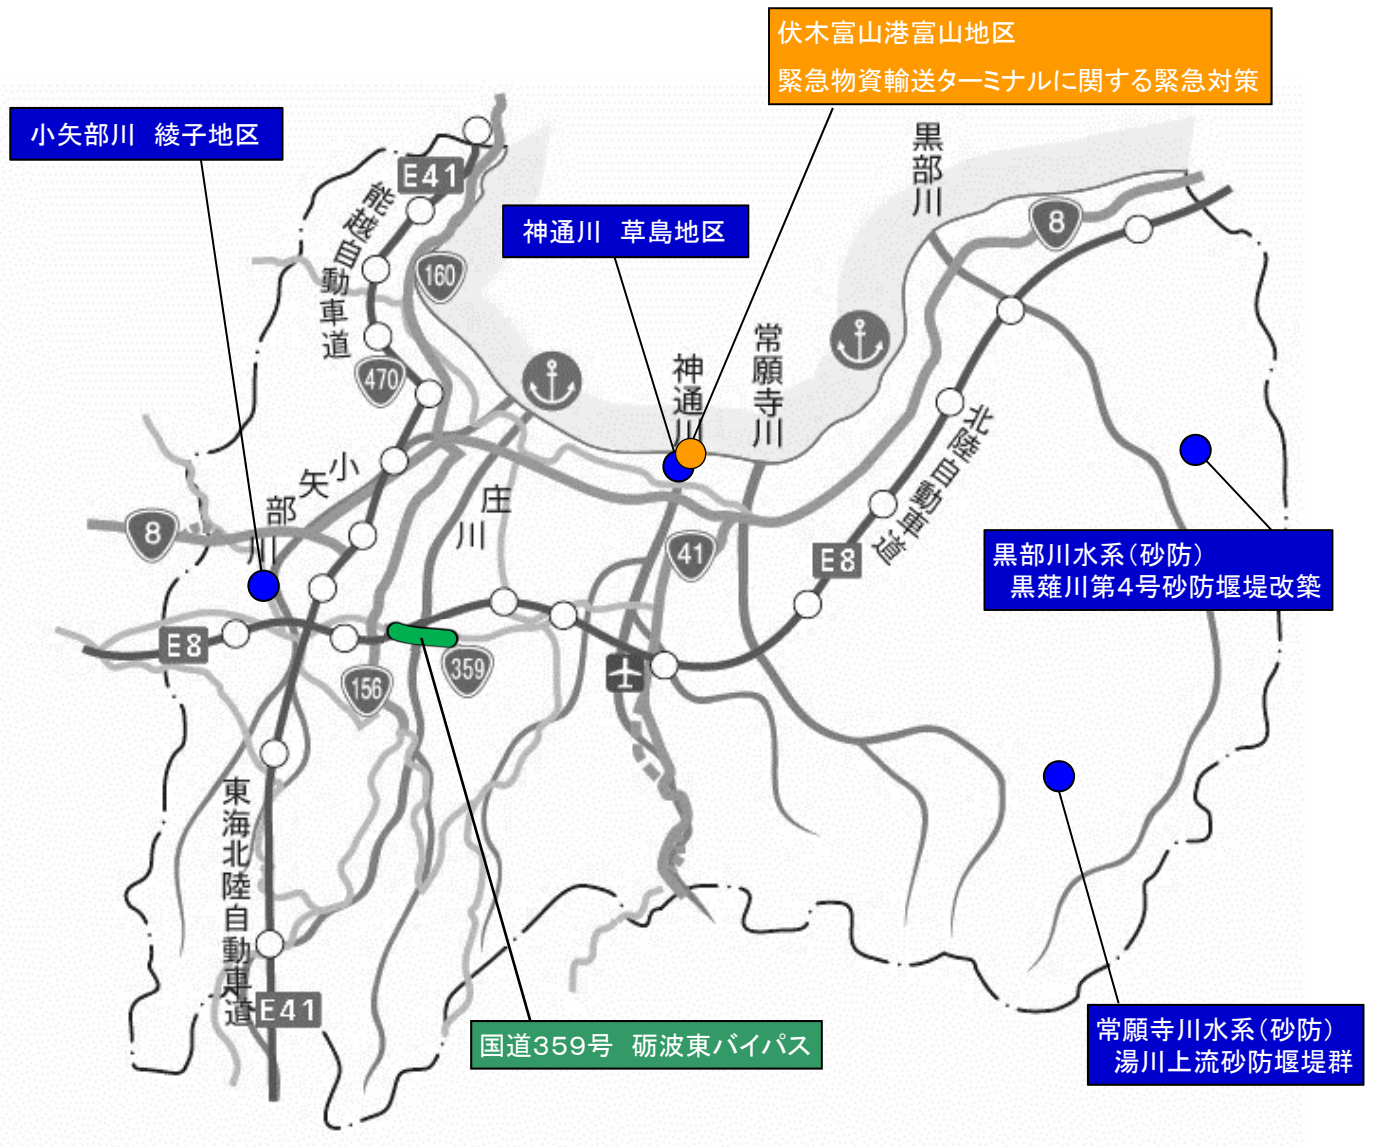 伏木富山港富山地区
緊急物資輸送ターミナルに関する緊急対策
小矢部川 綾子地区
神通川 草島地区
黒部川
E41
能越自動車道
160
8
470
神通川
常願寺川
北陸自動車道
小矢部川
庄川
8
41
E8
黒部川水系（砂防）
黒薙川第4号砂防堰堤改築
E8
359
156
東海北陸自動車道
E41
国道359号 砺波東バイパス
常願寺川水系（砂防）
湯川上流砂防堰堤群